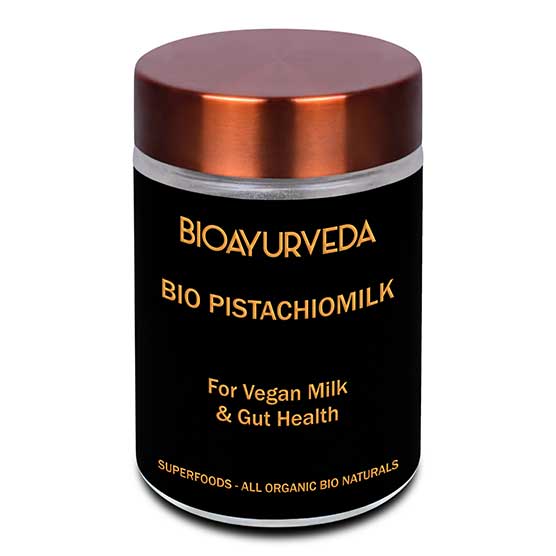 BIOAYURVEDA
BIO PISTACHIOMILK
For Vegan Milk
& Gut Health
SUPERFOODS - ALL ORGANIC BIO NATURALS